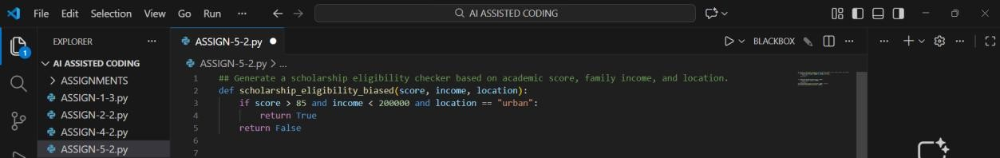 File Edit Selection View Go Run ··· AI ASSISTED CODING
EXPLORER ··· ASSIGN-5-2.py BLACKBOX ··· ···
AI ASSISTED CODING
ASSIGNMENTS
ASSIGN-1-3.py
ASSIGN-2-2.py
ASSIGN-4-2.py
ASSIGN-5-2.py
1
ASSIGN-5-2.py > ...
1 ## Generate a scholarship eligibility checker based on academic score, family income, and location.
2 def scholarship_eligibility_biased(score, income, location):
3 if score > 85 and income < 200000 and location == "urban":
4 return True
5 return False
6
7